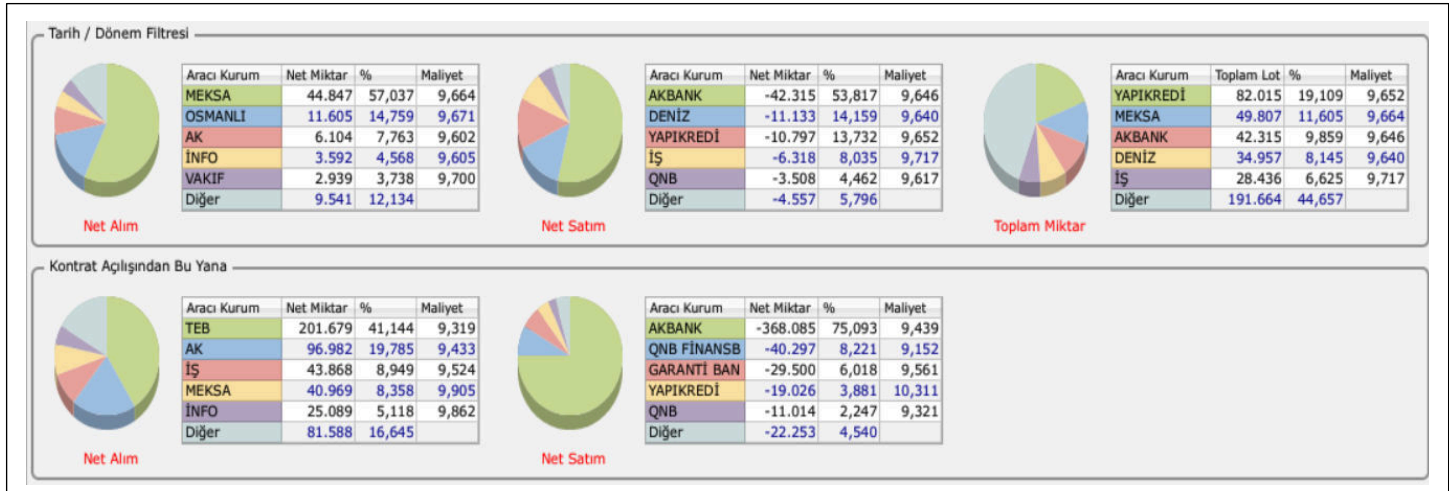 Tarih / Dönem Filtresi
Aracı Kurum Net Miktar % Maliyet
MEKSA 44.847 57,037 9,664
OSMANLI 11.605 14,759 9,671
AK 6.104 7,763 9,602
İNFO 3.592 4,568 9,605
VAKIF 2.939 3,738 9,700
Diğer 9.541 12,134
Net Alım
Aracı Kurum Net Miktar % Maliyet
AKBANK -42.315 53,817 9,646
DENİZ -11.133 14,159 9,640
YAPIKREDİ -10.797 13,732 9,652
İŞ -6.318 8,035 9,717
QNB -3.508 4,462 9,617
Diğer -4.557 5,796
Net Satım
Aracı Kurum Toplam Lot % Maliyet
YAPIKREDİ 82.015 19,109 9,652
MEKSA 49.807 11,605 9,664
AKBANK 42.315 9,859 9,646
DENİZ 34.957 8,145 9,640
İŞ 28.436 6,625 9,717
Diğer 191.664 44,657
Toplam Miktar
Kontrat Açılışından Bu Yana
Aracı Kurum Net Miktar % Maliyet
TEB 201.679 41,144 9,319
AK 96.982 19,785 9,433
İŞ 43.868 8,949 9,524
MEKSA 40.969 8,358 9,905
İNFO 25.089 5,118 9,862
Diğer 81.588 16,645
Net Alım
Aracı Kurum Net Miktar % Maliyet
AKBANK -368.085 75,093 9,439
QNB FİNANSB -40.297 8,221 9,152
GARANTİ BAN -29.500 6,018 9,561
YAPIKREDİ -19.026 3,881 10,311
QNB -11.014 2,247 9,321
Diğer -22.253 4,540
Net Satım